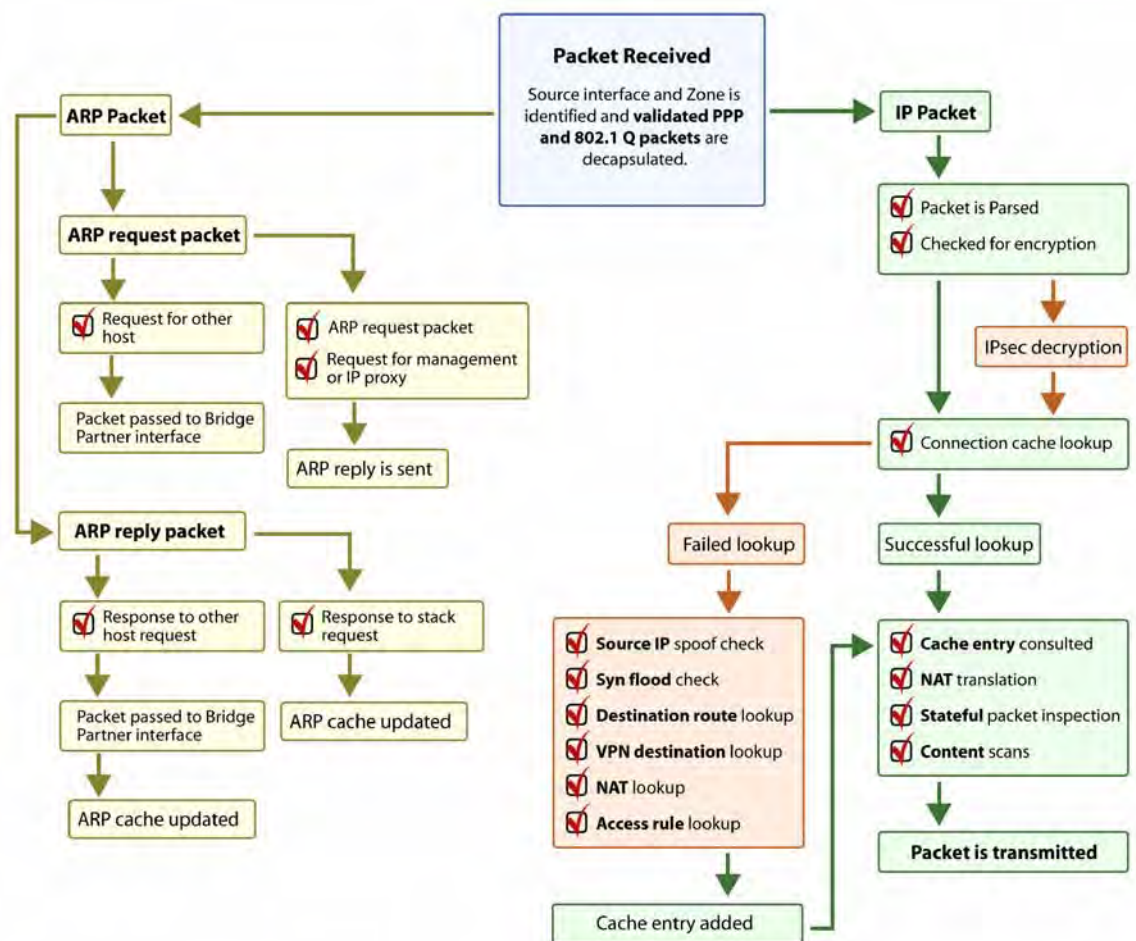 Packet Received
Source interface and Zone is
identified and validated PPP
and 802.1 Q packets are
decapsulated.
ARP Packet
ARP request packet
Request for other
host
Packet passed to Bridge
Partner interface
ARP request packet
Request for management
or IP proxy
ARP reply is sent
ARP reply packet
Response to other
host request
Packet passed to Bridge
Partner interface
ARP cache updated
Response to stack
request
ARP cache updated
IP Packet
Packet is Parsed
Checked for encryption
IPsec decryption
Connection cache lookup
Failed lookup
Source IP spoof check
Syn flood check
Destination route lookup
VPN destination lookup
NAT lookup
Access rule lookup
Cache entry added
Successful lookup
Cache entry consulted
NAT translation
Stateful packet inspection
Content scans
Packet is transmitted